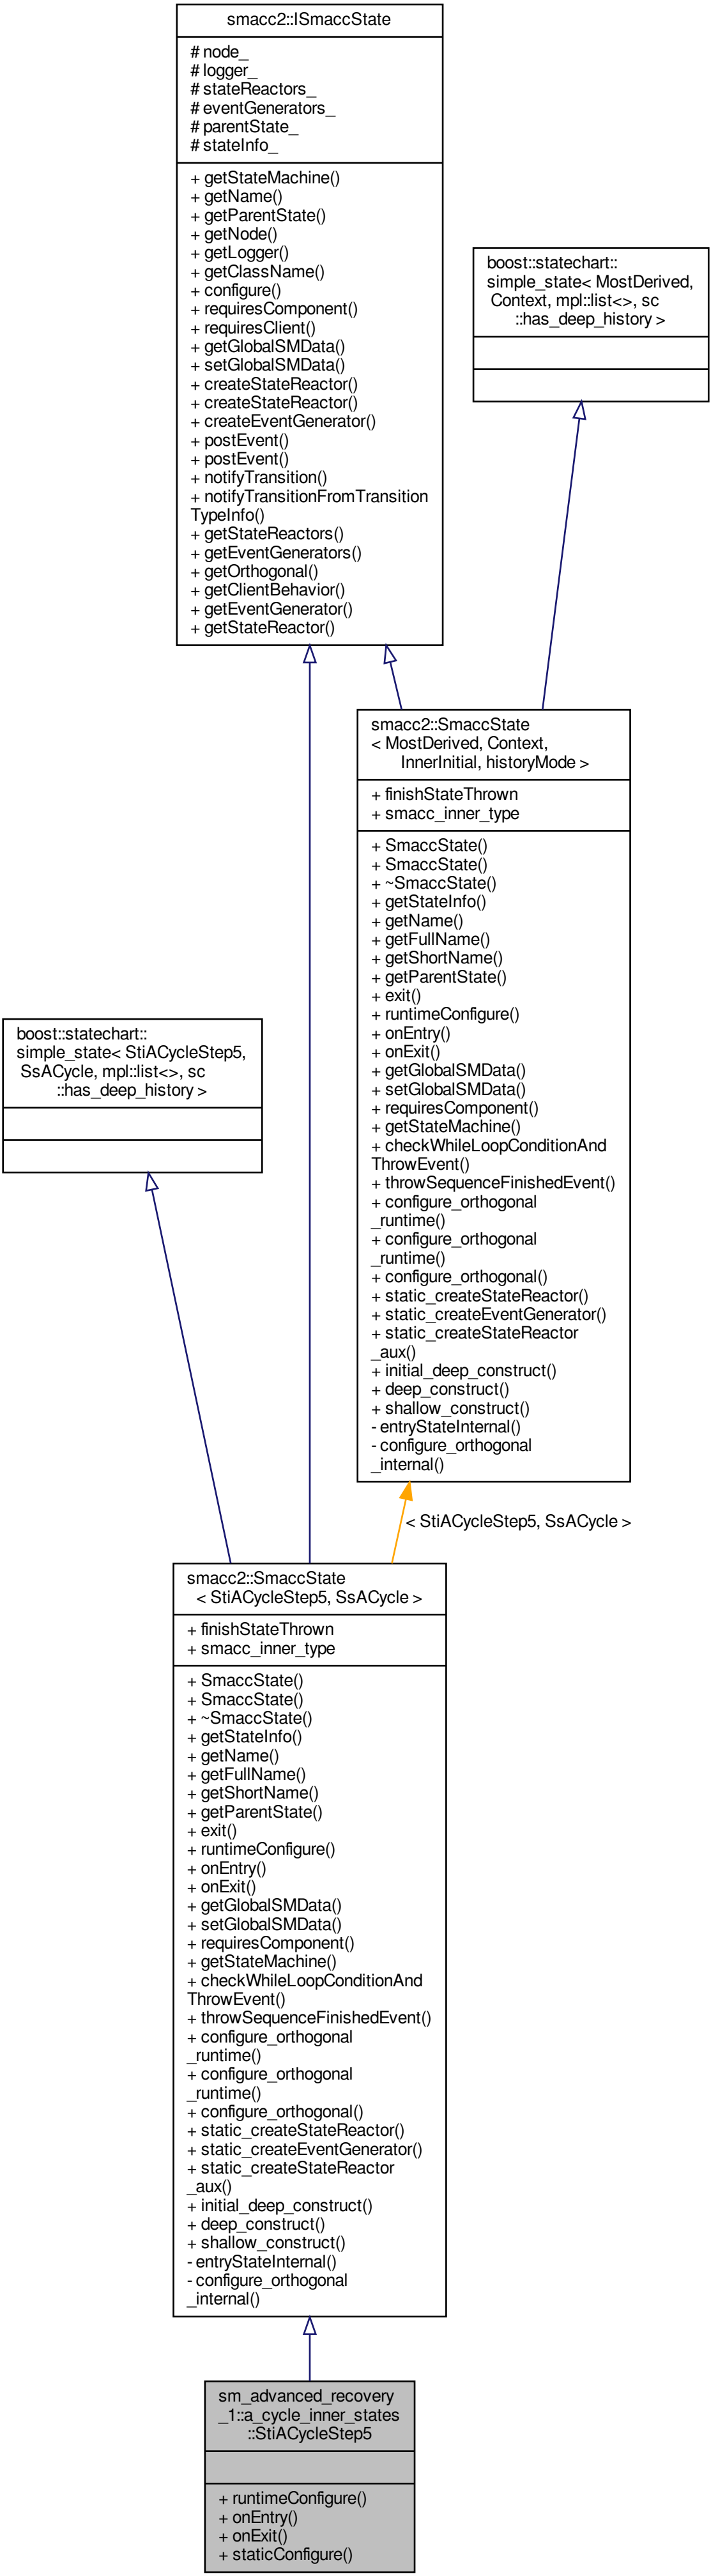 smacc2::ISmaccState
# node_
# logger_
# stateReactors_
# eventGenerators_
# parentState_
# stateInfo_
+ getStateMachine()
+ getName()
+ getParentState()
+ getNode()
+ getLogger()
+ getClassName()
+ configure()
+ requiresComponent()
+ requiresClient()
+ getGlobalSMData()
+ setGlobalSMData()
+ createStateReactor()
+ createStateReactor()
+ createEventGenerator()
+ postEvent()
+ postEvent()
+ notifyTransition()
+ notifyTransitionFromTransition
TypeInfo()
+ getStateReactors()
+ getEventGenerators()
+ getOrthogonal()
+ getClientBehavior()
+ getEventGenerator()
+ getStateReactor()
boost::statechart::
simple_state< MostDerived,
Context, mpl::list<>, sc
::has_deep_history >
smacc2::SmaccState
< MostDerived, Context,
InnerInitial, historyMode >
+ finishStateThrown
+ smacc_inner_type
+ SmaccState()
+ SmaccState()
+ ~SmaccState()
+ getStateInfo()
+ getName()
+ getFullName()
+ getShortName()
+ getParentState()
+ exit()
+ runtimeConfigure()
+ onEntry()
+ onExit()
+ getGlobalSMData()
+ setGlobalSMData()
+ requiresComponent()
+ getStateMachine()
+ checkWhileLoopConditionAnd
ThrowEvent()
+ throwSequenceFinishedEvent()
+ configure_orthogonal
_runtime()
+ configure_orthogonal
_runtime()
+ configure_orthogonal()
+ static_createStateReactor()
+ static_createEventGenerator()
+ static_createStateReactor
_aux()
+ initial_deep_construct()
+ deep_construct()
+ shallow_construct()
- entryStateInternal()
- configure_orthogonal
_internal()
boost::statechart::
simple_state< StiACycleStep5,
SsACycle, mpl::list<>, sc
::has_deep_history >
< StiACycleStep5, SsACycle >
smacc2::SmaccState
< StiACycleStep5, SsACycle >
+ finishStateThrown
+ smacc_inner_type
+ SmaccState()
+ SmaccState()
+ ~SmaccState()
+ getStateInfo()
+ getName()
+ getFullName()
+ getShortName()
+ getParentState()
+ exit()
+ runtimeConfigure()
+ onEntry()
+ onExit()
+ getGlobalSMData()
+ setGlobalSMData()
+ requiresComponent()
+ getStateMachine()
+ checkWhileLoopConditionAnd
ThrowEvent()
+ throwSequenceFinishedEvent()
+ configure_orthogonal
_runtime()
+ configure_orthogonal
_runtime()
+ configure_orthogonal()
+ static_createStateReactor()
+ static_createEventGenerator()
+ static_createStateReactor
_aux()
+ initial_deep_construct()
+ deep_construct()
+ shallow_construct()
- entryStateInternal()
- configure_orthogonal
_internal()
sm_advanced_recovery
_1::a_cycle_inner_states
::StiACycleStep5
+ runtimeConfigure()
+ onEntry()
+ onExit()
+ staticConfigure()